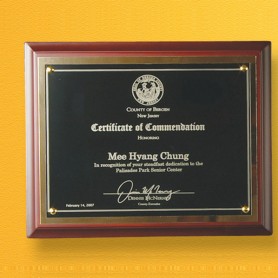 COUNTY OF BERGEN
NEW JERSEY
Certificate of Commendation
HONORING
Mee Hyang Chung
In recognition of your steadfast dedication to the
Palisades Park Senior Center
DENNIS MCNERNEY
County Executive
February 14, 2007